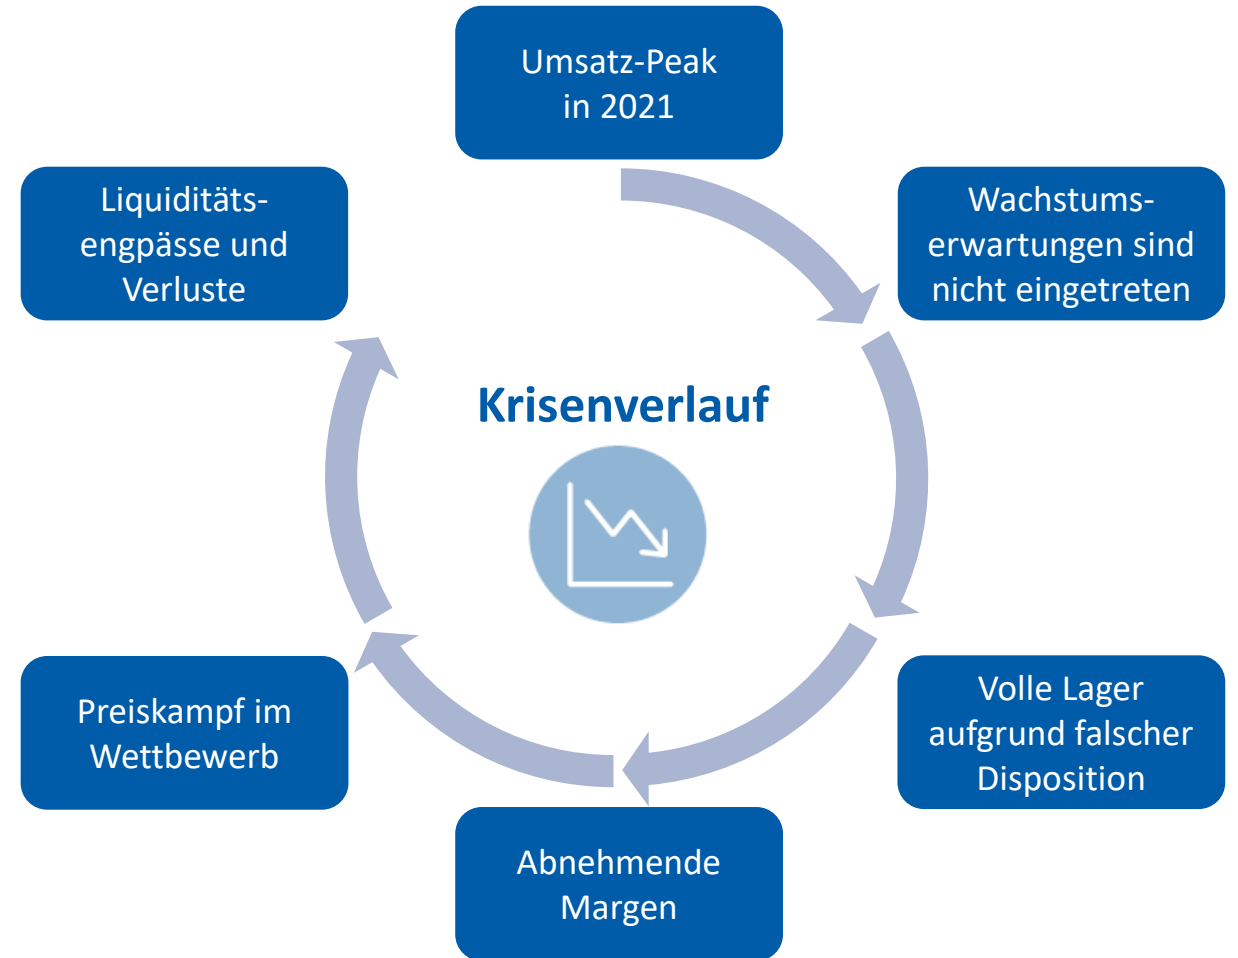 Umsatz-Peak
in 2021
Wachstums-
erwartungen sind
nicht eingetreten
Volle Lager
aufgrund falscher
Disposition
Abnehmende
Margen
Preiskampf im
Wettbewerb
Liquiditäts-
engpässe und
Verluste
Krisenverlauf